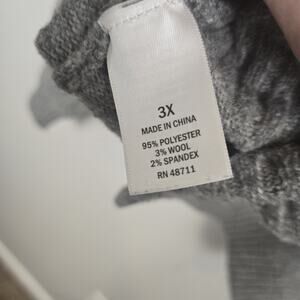 3X
MADE IN CHINA
95% POLYESTER
3% WOOL
2% SPANDEX
RN 48711